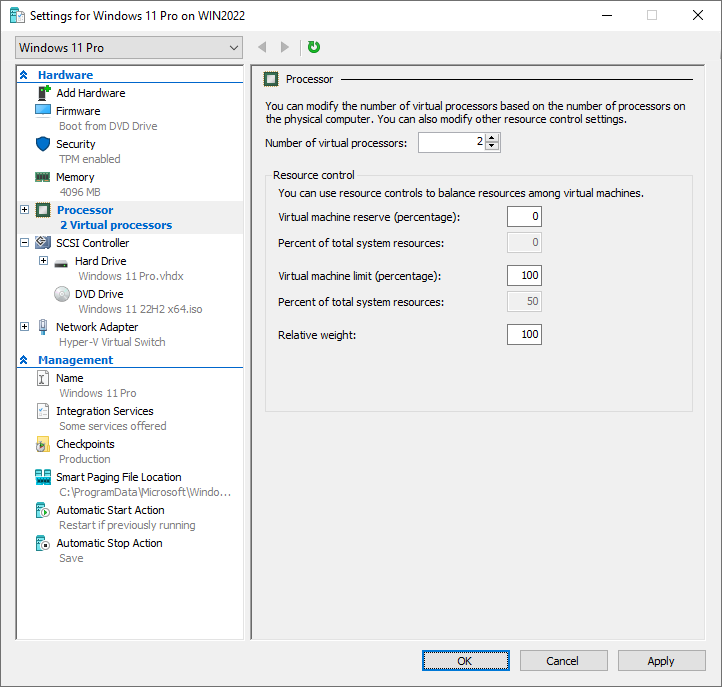 Settings for Windows 11 Pro on WIN2022
Windows 11 Pro
Hardware
Add Hardware
Firmware
Boot from DVD Drive
Security
TPM enabled
Memory
4096 MB
Processor
2 Virtual processors
SCSI Controller
Hard Drive
Windows 11 Pro.vhdx
DVD Drive
Windows 11 22H2 x64.iso
Network Adapter
Hyper-V Virtual Switch
Management
Name
Windows 11 Pro
Integration Services
Some services offered
Checkpoints
Production
Smart Paging File Location
C:\ProgramData\Microsoft\Windo...
Automatic Start Action
Restart if previously running
Automatic Stop Action
Save
Processor
You can modify the number of virtual processors based on the number of processors on
the physical computer. You can also modify other resource control settings.
Number of virtual processors: 2
Resource control
You can use resource controls to balance resources among virtual machines.
Virtual machine reserve (percentage): 0
Percent of total system resources: 0
Virtual machine limit (percentage): 100
Percent of total system resources: 50
Relative weight: 100
OK Cancel Apply